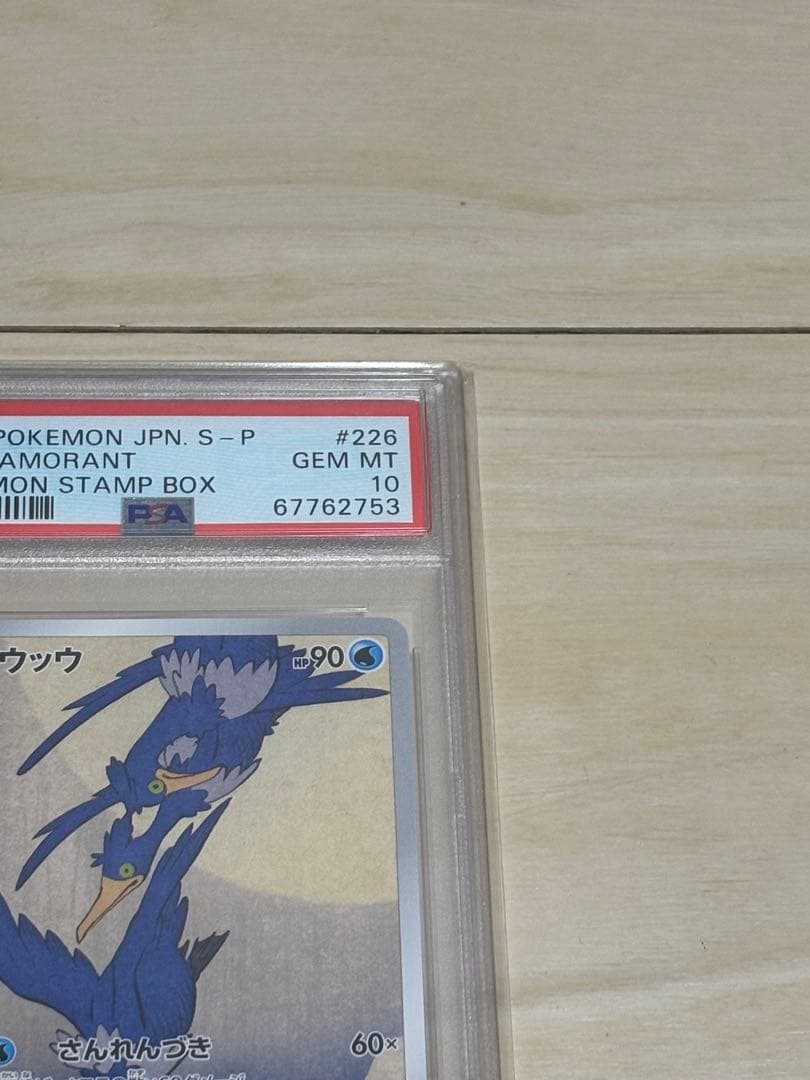 POKEMON JPN. S-P #226
AMORANT GEM MT
MON STAMP BOX 10
PSA 67762753
ウッウ HP90
さんれんづき 60×